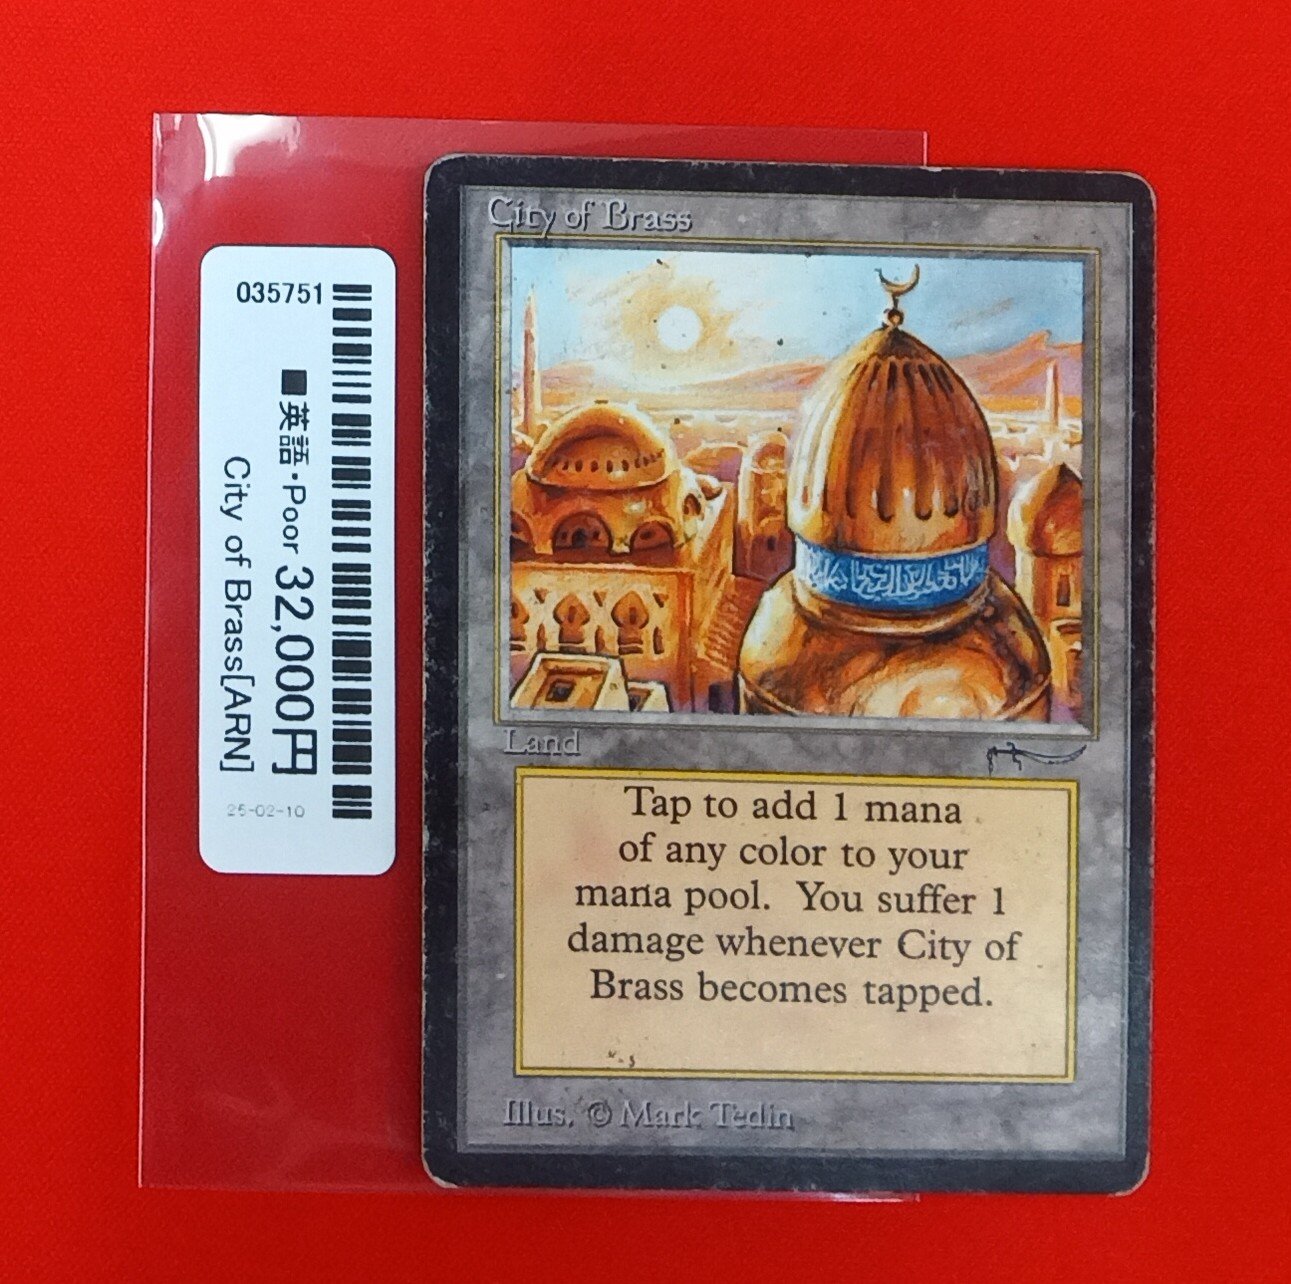 035751
■英語・Poor 32,000円
City of Brass[ARN]
25-02-10
City of Brass
Land
Tap to add 1 mana
of any color to your
mana pool. You suffer 1
damage whenever City of
Brass becomes tapped.
Illus. © Mark Tedin